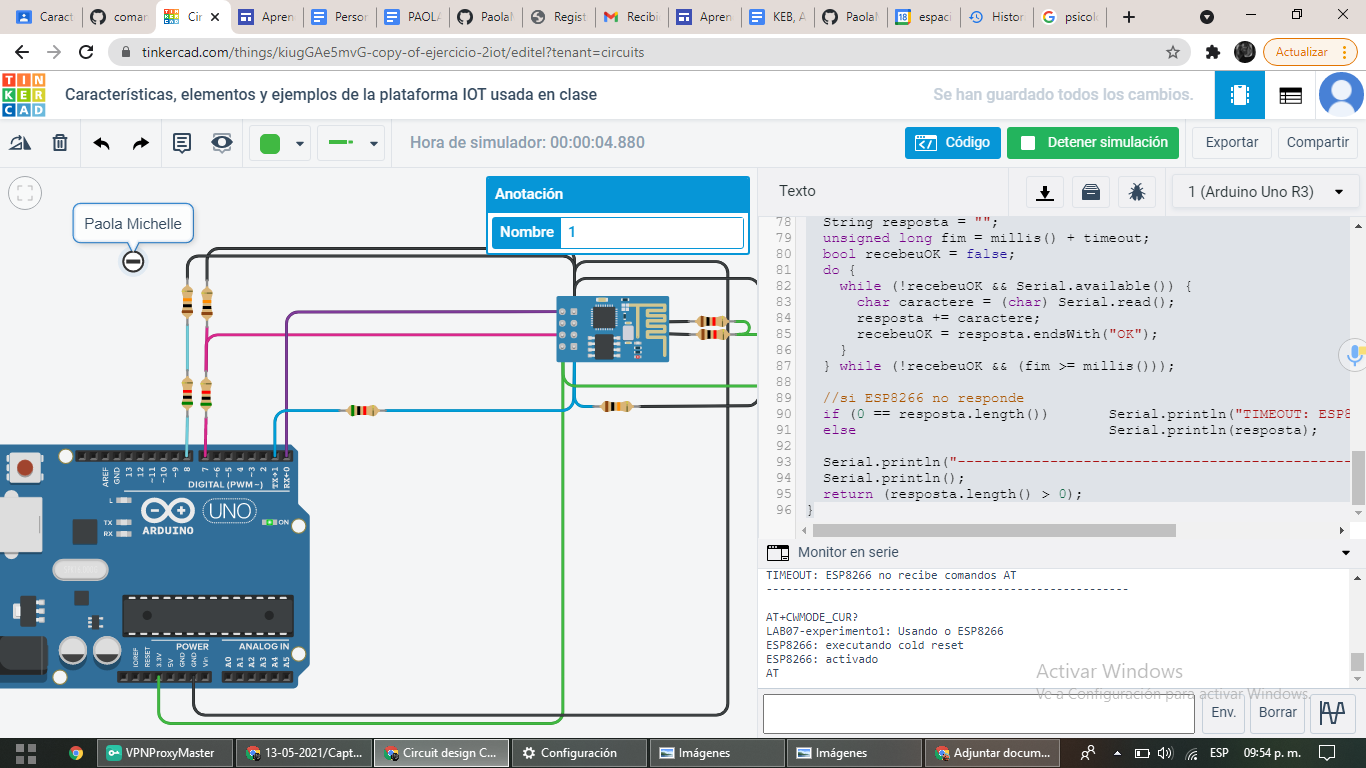 Caract
comar
Cir
Aprer
Persor
PAOLA
PaolaM
Regist
Recibi
Aprer
KEB, A
PaolaM
espaci
Histor
psicolo
tinkercad.com/things/kiugGAe5mvG-copy-of-ejercicio-2iot/editel?tenant=circuits
Actualizar
TIN
KER
CAD
Características, elementos y ejemplos de la plataforma IOT usada en clase
Se han guardado todos los cambios.
Hora de simulador: 00:00:04.880
Código
Detener simulación
Exportar
Compartir
Paola Michelle
Anotación
Nombre 1
Texto
1 (Arduino Uno R3)
78 String resposta = "";
79 unsigned long fim = millis() + timeout;
80 bool recebeuOK = false;
81 do {
82 while (!recebeuOK && Serial.available()) {
83 char caractere = (char) Serial.read();
84 resposta += caractere;
85 recebeuOK = resposta.endsWith("OK");
86 }
87 } while (!recebeuOK && (fim >= millis()));
88
89 //si ESP8266 no responde
90 if (0 == resposta.length()) Serial.println("TIMEOUT: ESP8
91 else Serial.println(resposta);
92
93 Serial.println("-------------------------------------------------
94 Serial.println();
95 return (resposta.length() > 0);
96 }
AREF
GND
13
12
~11
~10
~9
8
7
~6
~5
4
~3
2
TX→1
RX←0
DIGITAL (PWM~)
L
TX
RX
ARDUINO
UNO
ON
POWER
ANALOG IN
IOREF
RESET
3.3V
5V
GND
GND
Vin
A0
A1
A2
A3
A4
A5
Monitor en serie
TIMEOUT: ESP8266 no recibe comandos AT
-------------------------------------------------------
AT+CWMODE_CUR?
LAB07-experimento1: Usando o ESP8266
ESP8266: executando cold reset
ESP8266: activado
AT
Activar Windows
Ve a Configuración para activar Windows.
Env.
Borrar
VPNProxyMaster
13-05-2021/Capt...
Circuit design C...
Configuración
Imágenes
Imágenes
Adjuntar docum...
ESP
09:54 p. m.